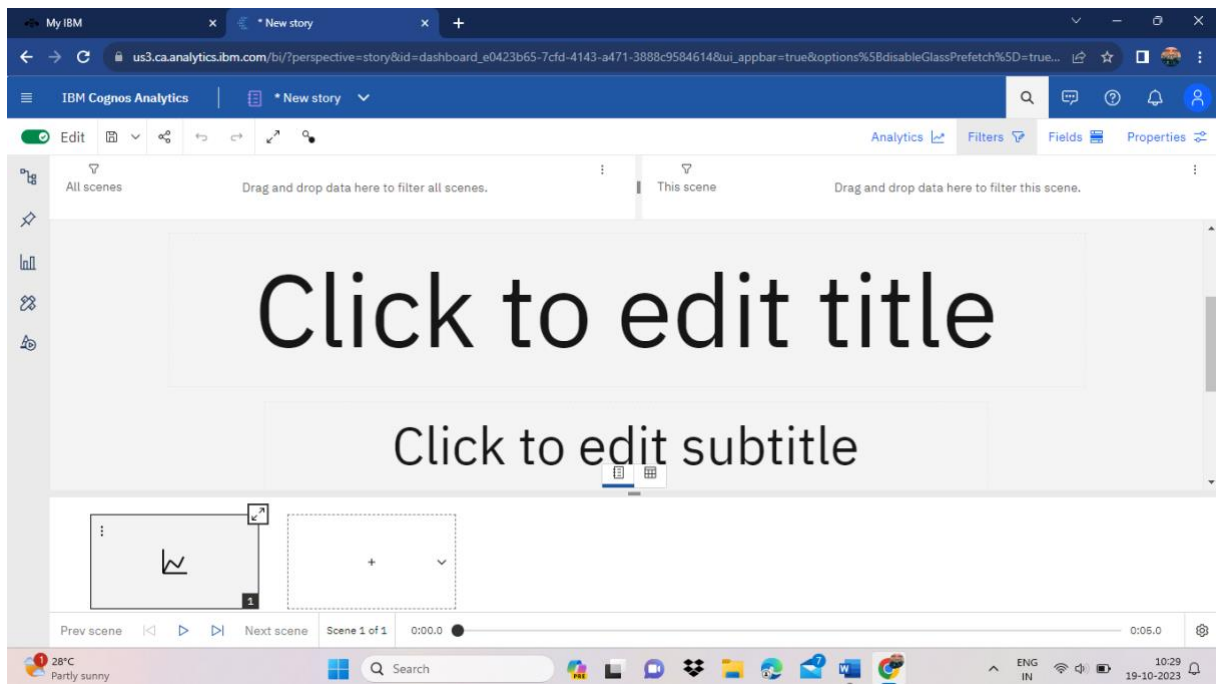 My IBM
* New story
us3.ca.analytics.ibm.com/bi/?perspective=story&id=dashboard_e0423b65-7cfd-4143-a471-3888c9584614&ui_appbar=true&options%5BdisableGlassPrefetch%5D=true...
IBM Cognos Analytics
* New story
Edit
Analytics
Filters
Fields
Properties
All scenes
Drag and drop data here to filter all scenes.
This scene
Drag and drop data here to filter this scene.
Click to edit title
Click to edit subtitle
1
Prev scene
Next scene
Scene 1 of 1
0:00.0
0:05.0
1
28°C
Partly sunny
Search
PRE
7
ENG
IN
10:29
19-10-2023